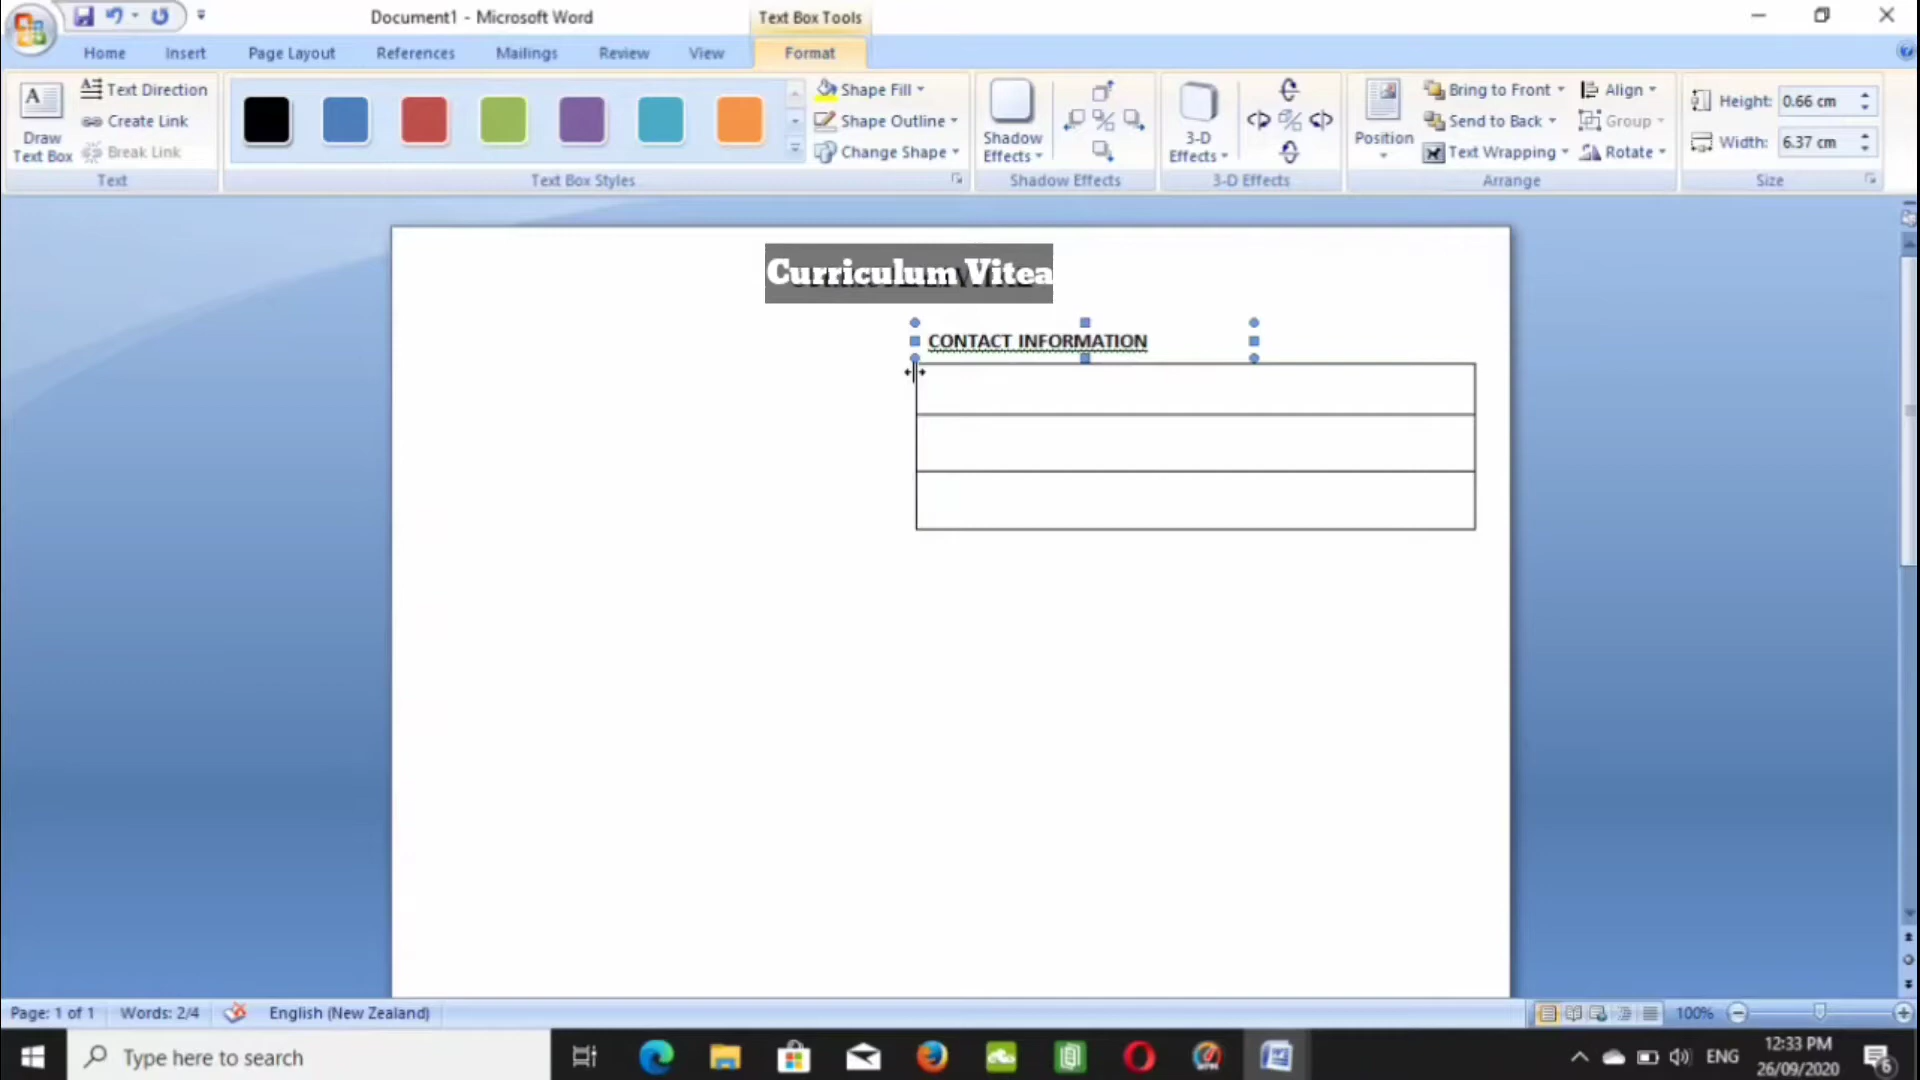 Document1 - Microsoft Word
Text Box Tools
Home Insert Page Layout References Mailings Review View Format
Draw Text Box
Text Direction
Create Link
Break Link
Text
Text Box Styles
Shape Fill
Shape Outline
Change Shape
Shadow Effects
Shadow Effects
3-D Effects
3-D Effects
Position
Bring to Front
Send to Back
Text Wrapping
Align
Group
Rotate
Arrange
Height: 0.66 cm
Width: 6.37 cm
Size
Curriculum Vitea
CONTACT INFORMATION
Page: 1 of 1 Words: 2/4 English (New Zealand) 100%
Type here to search
ENG
12:33 PM
26/09/2020
6